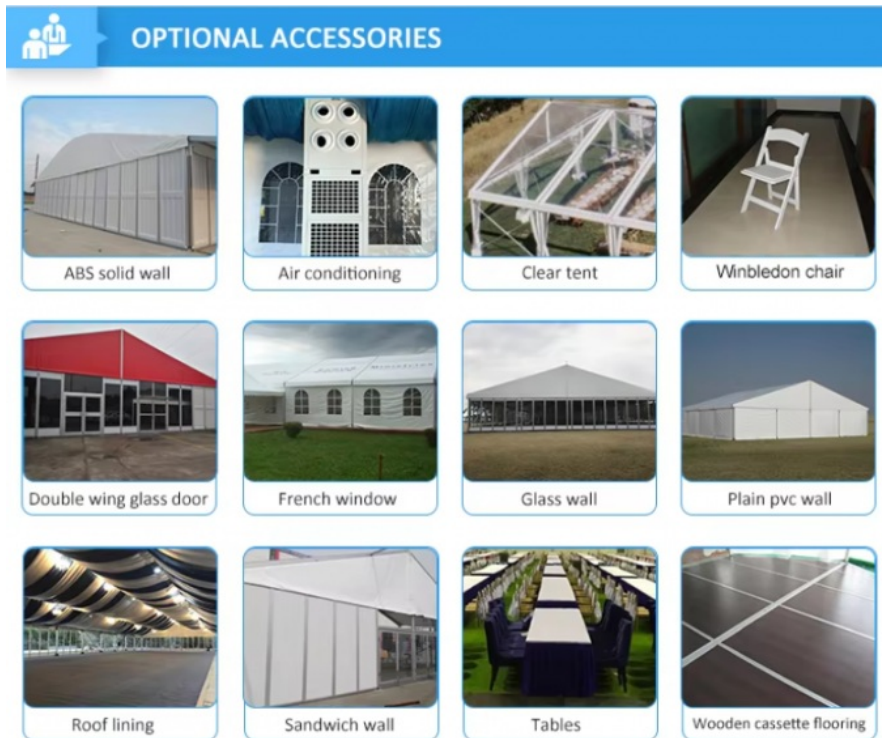 OPTIONAL ACCESSORIES
ABS solid wall
Air conditioning
Clear tent
Winbledon chair
Double wing glass door
French window
Glass wall
Plain pvc wall
Roof lining
Sandwich wall
Tables
Wooden cassette flooring